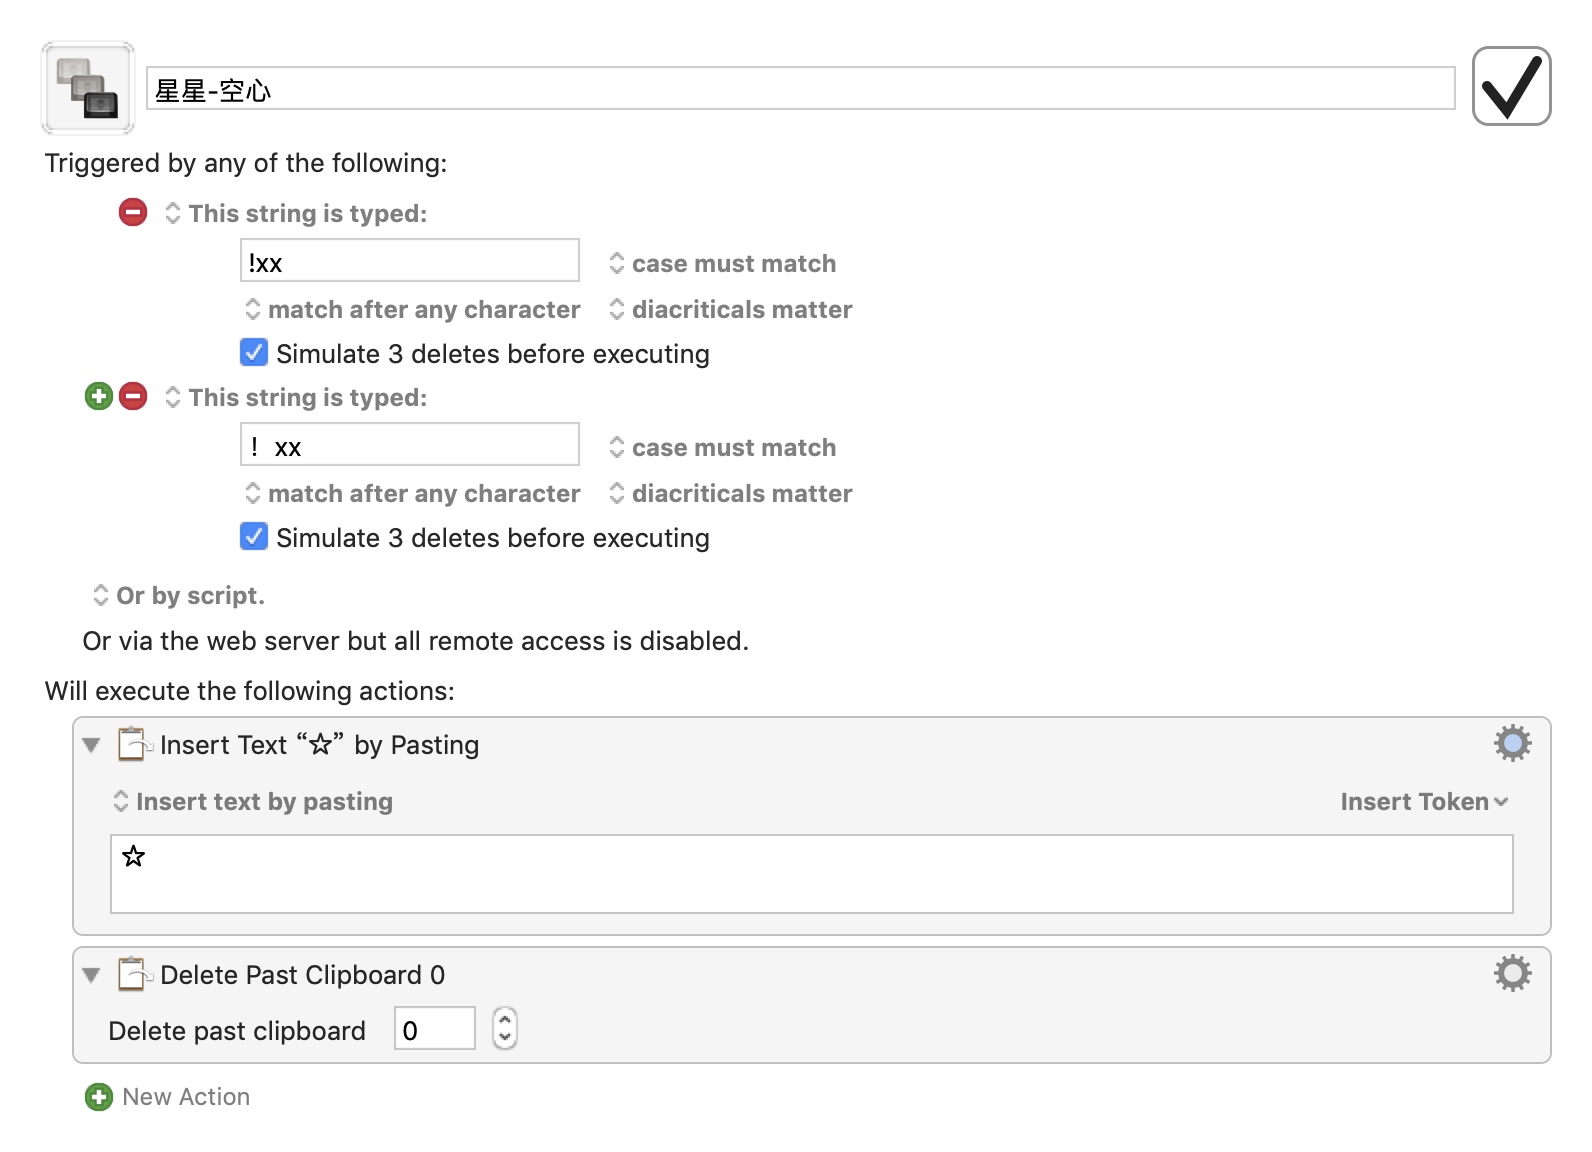 星星-空心
Triggered by any of the following:
This string is typed:
!xx
case must match
match after any character
diacriticals matter
Simulate 3 deletes before executing
This string is typed:
！xx
case must match
match after any character
diacriticals matter
Simulate 3 deletes before executing
Or by script.
Or via the web server but all remote access is disabled.
Will execute the following actions:
Insert Text “☆” by Pasting
Insert text by pasting
Insert Token
☆
Delete Past Clipboard 0
Delete past clipboard 0
New Action